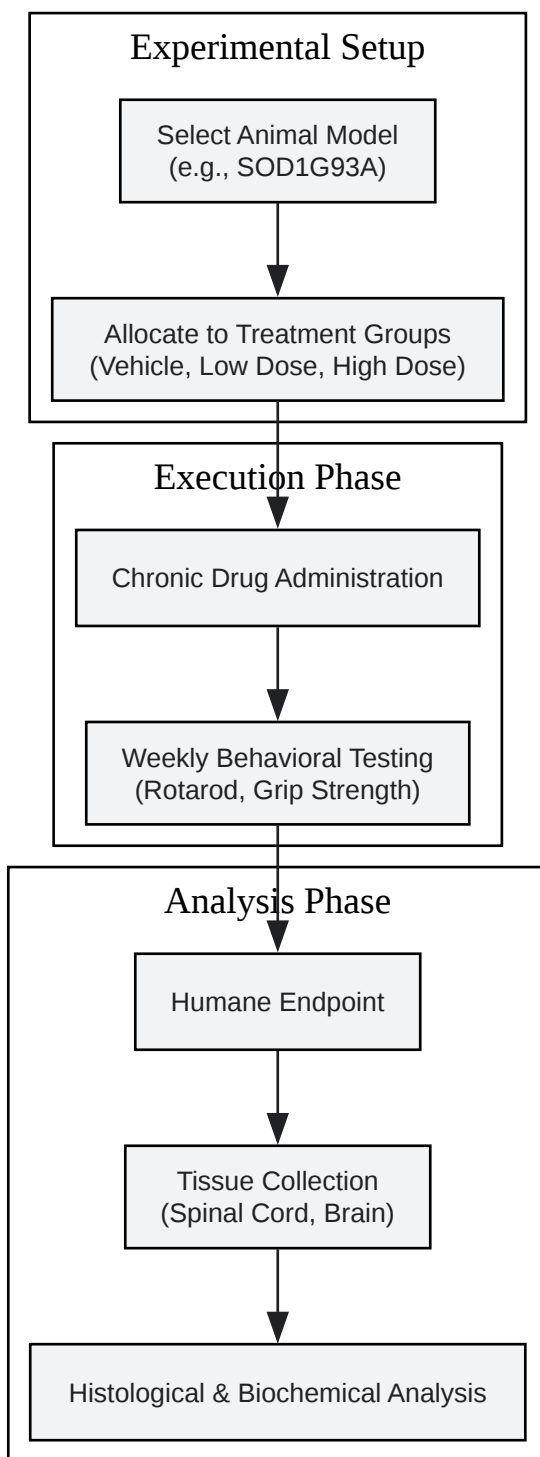 Experimental Setup
Select Animal Model
(e.g., SOD1G93A)
Allocate to Treatment Groups
(Vehicle, Low Dose, High Dose)
Execution Phase
Chronic Drug Administration
Weekly Behavioral Testing
(Rotarod, Grip Strength)
Analysis Phase
Humane Endpoint
Tissue Collection
(Spinal Cord, Brain)
Histological & Biochemical Analysis